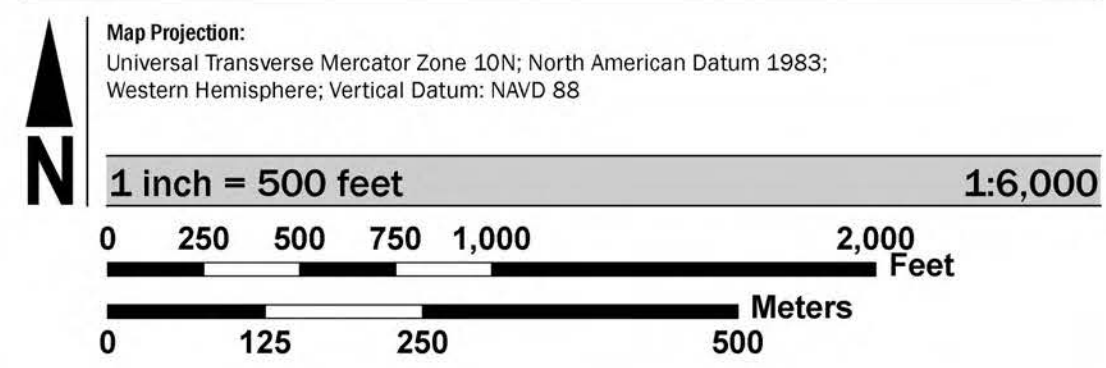 Map Projection:
Universal Transverse Mercator Zone 10N; North American Datum 1983;
Western Hemisphere; Vertical Datum: NAVD 88
N
1 inch = 500 feet 1:6,000
0 250 500 750 1,000 2,000
Feet
Meters
0 125 250 500